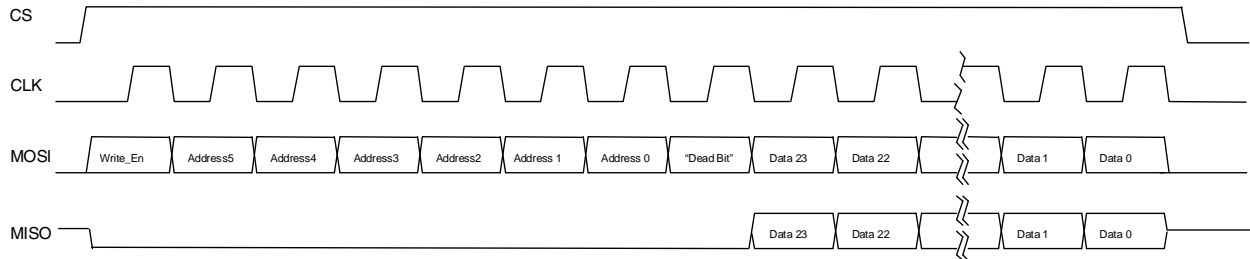 CS
CLK
MOSI Write_En Address5 Address4 Address3 Address2 Address 1 Address 0 "Dead Bit" Data 23 Data 22 Data 1 Data 0
MISO Data 23 Data 22 Data 1 Data 0